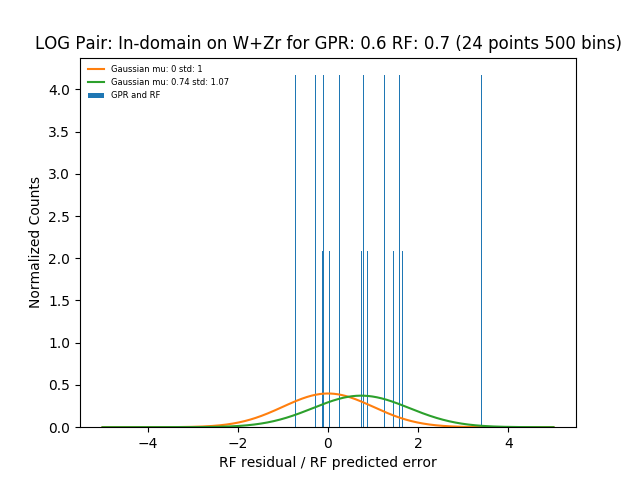 LOG Pair: In-domain on W+Zr for GPR: 0.6 RF: 0.7 (24 points 500 bins)
Gaussian mu: 0 std: 1
Gaussian mu: 0.74 std: 1.07
GPR and RF
Normalized Counts
4.0
3.5
3.0
2.5
2.0
1.5
1.0
0.5
0.0
−4 −2 0 2 4
RF residual / RF predicted error